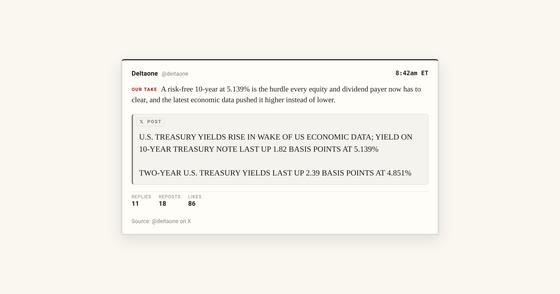 Deltaone @deitaone 8:42am ET
OUR TAKE A risk-free 10-year at 5.139% is the hurdle every equity and dividend payer now has to
clear, and the latest economic data pushed it higher instead of lower.
𝕏 POST
U.S. TREASURY YIELDS RISE IN WAKE OF US ECONOMIC DATA; YIELD ON
10-YEAR TREASURY NOTE LAST UP 1.82 BASIS POINTS AT 5.139%
TWO-YEAR U.S. TREASURY YIELDS LAST UP 2.39 BASIS POINTS AT 4.851%
REPLIES REPOSTS LIKES
11 18 86
Source: @deitaone on X